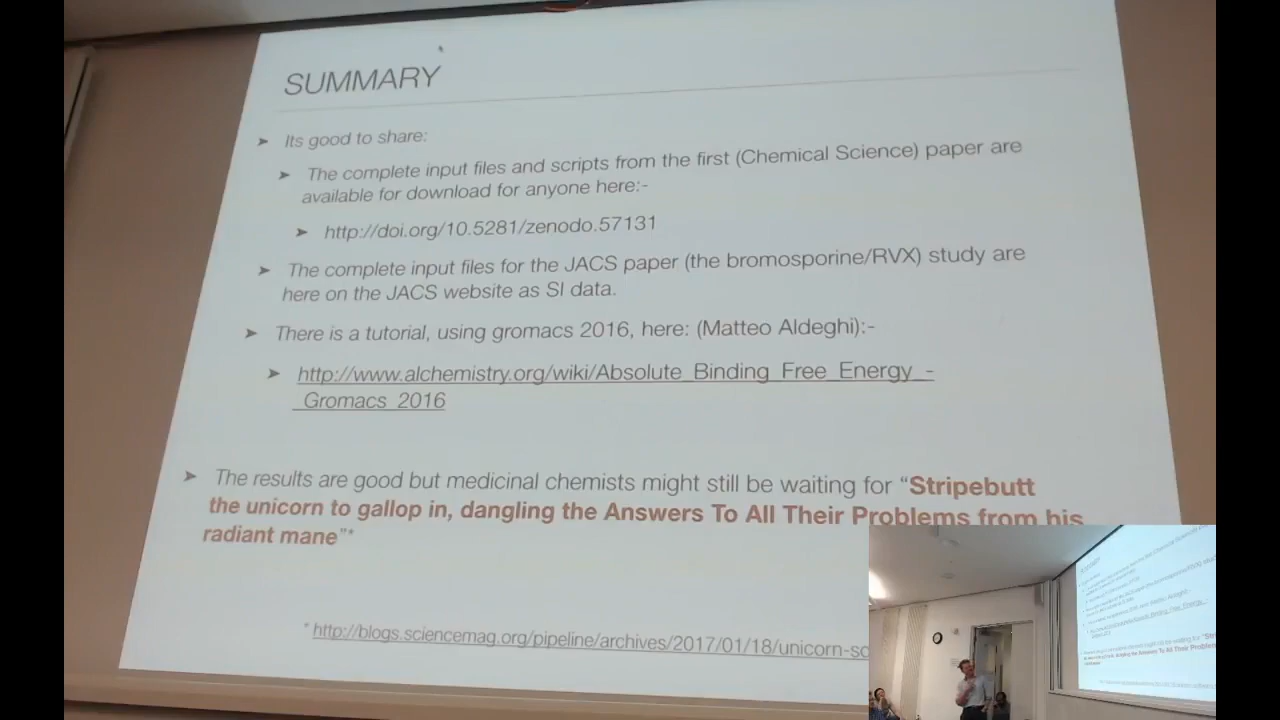 SUMMARY
➤ Its good to share:
➤ The complete input files and scripts from the first (Chemical Science) paper are
available for download for anyone here:-
➤ http://doi.org/10.5281/zenodo.57131
➤ The complete input files for the JACS paper (the bromosporine/RVX) study are
here on the JACS website as SI data.
➤ There is a tutorial, using gromacs 2016, here: (Matteo Aldeghi):-
➤ http://www.alchemistry.org/wiki/Absolute_Binding_Free_Energy_-
_Gromacs_2016
➤ The results are good but medicinal chemists might still be waiting for “Stripebutt
the unicorn to gallop in, dangling the Answers To All Their Problems from his
radiant mane”*
* http://blogs.sciencemag.org/pipeline/archives/2017/01/18/unicorn-so